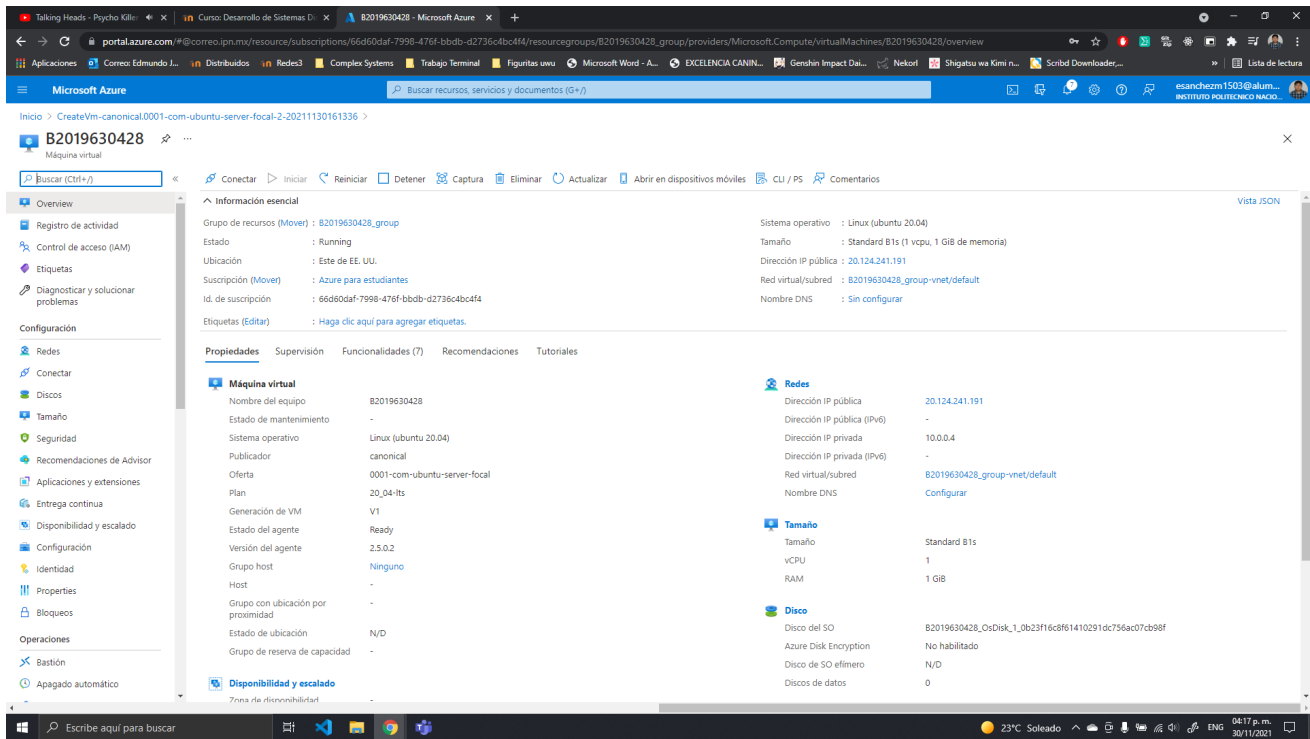 Talking Heads - Psycho Killer
Curso: Desarrollo de Sistemas Di
B2019630428 - Microsoft Azure
portal.azure.com/#@correo.ipn.mx/resource/subscriptions/66d60daf-7998-476f-bbdb-d2736c4bc4f4/resourcegroups/B2019630428_group/providers/Microsoft.Compute/virtualMachines/B2019630428/overview
Aplicaciones
Correo: Edmundo J...
Distribuidos
Redes3
Complex Systems
Trabajo Terminal
Figuritas uwu
Microsoft Word - A...
EXCELENCIA CANIN...
Genshin Impact Dai...
Nekorl
Shigatsu wa Kimi n...
Scribd Downloader,...
»
Lista de lectura
Microsoft Azure
Buscar recursos, servicios y documentos (G+/)
esanchezm1503@alum...
INSTITUTO POLITECNICO NACIO...
Inicio > CreateVm-canonical.0001-com-ubuntu-server-focal-2-20211130161336 >
B2019630428
Máquina virtual
Buscar (Ctrl+/)
«
Conectar
Iniciar
Reiniciar
Detener
Captura
Eliminar
Actualizar
Abrir en dispositivos móviles
CLI / PS
Comentarios
Overview
Registro de actividad
Control de acceso (IAM)
Etiquetas
Diagnosticar y solucionar
problemas
Configuración
Redes
Conectar
Discos
Tamaño
Seguridad
Recomendaciones de Advisor
Aplicaciones y extensiones
Entrega continua
Disponibilidad y escalado
Configuración
Identidad
Properties
Bloqueos
Operaciones
Bastión
Apagado automático
Información esencial
Vista JSON
Grupo de recursos (Mover) : B2019630428_group
Estado : Running
Ubicación : Este de EE. UU.
Suscripción (Mover) : Azure para estudiantes
Id. de suscripción : 66d60daf-7998-476f-bbdb-d2736c4bc4f4
Etiquetas (Editar) : Haga clic aquí para agregar etiquetas.
Sistema operativo : Linux (ubuntu 20.04)
Tamaño : Standard B1s (1 vcpu, 1 GiB de memoria)
Dirección IP pública : 20.124.241.191
Red virtual/subred : B2019630428_group-vnet/default
Nombre DNS : Sin configurar
Propiedades
Supervisión
Funcionalidades (7)
Recomendaciones
Tutoriales
Máquina virtual
Nombre del equipo B2019630428
Estado de mantenimiento -
Sistema operativo Linux (ubuntu 20.04)
Publicador canonical
Oferta 0001-com-ubuntu-server-focal
Plan 20_04-lts
Generación de VM V1
Estado del agente Ready
Versión del agente 2.5.0.2
Grupo host Ninguno
Host -
Grupo con ubicación por -
proximidad
Estado de ubicación N/D
Grupo de reserva de capacidad -
Disponibilidad y escalado
Zona de disponibilidad -
Redes
Dirección IP pública 20.124.241.191
Dirección IP pública (IPv6) -
Dirección IP privada 10.0.0.4
Dirección IP privada (IPv6) -
Red virtual/subred B2019630428_group-vnet/default
Nombre DNS Configurar
Tamaño
Tamaño Standard B1s
vCPU 1
RAM 1 GiB
Disco
Disco del SO B2019630428_OsDisk_1_0b23f16c8f61410291dc756ac07cb98f
Azure Disk Encryption No habilitado
Disco de SO efímero N/D
Discos de datos 0
Escribe aquí para buscar
23°C Soleado
ENG
04:17 p. m.
30/11/2021